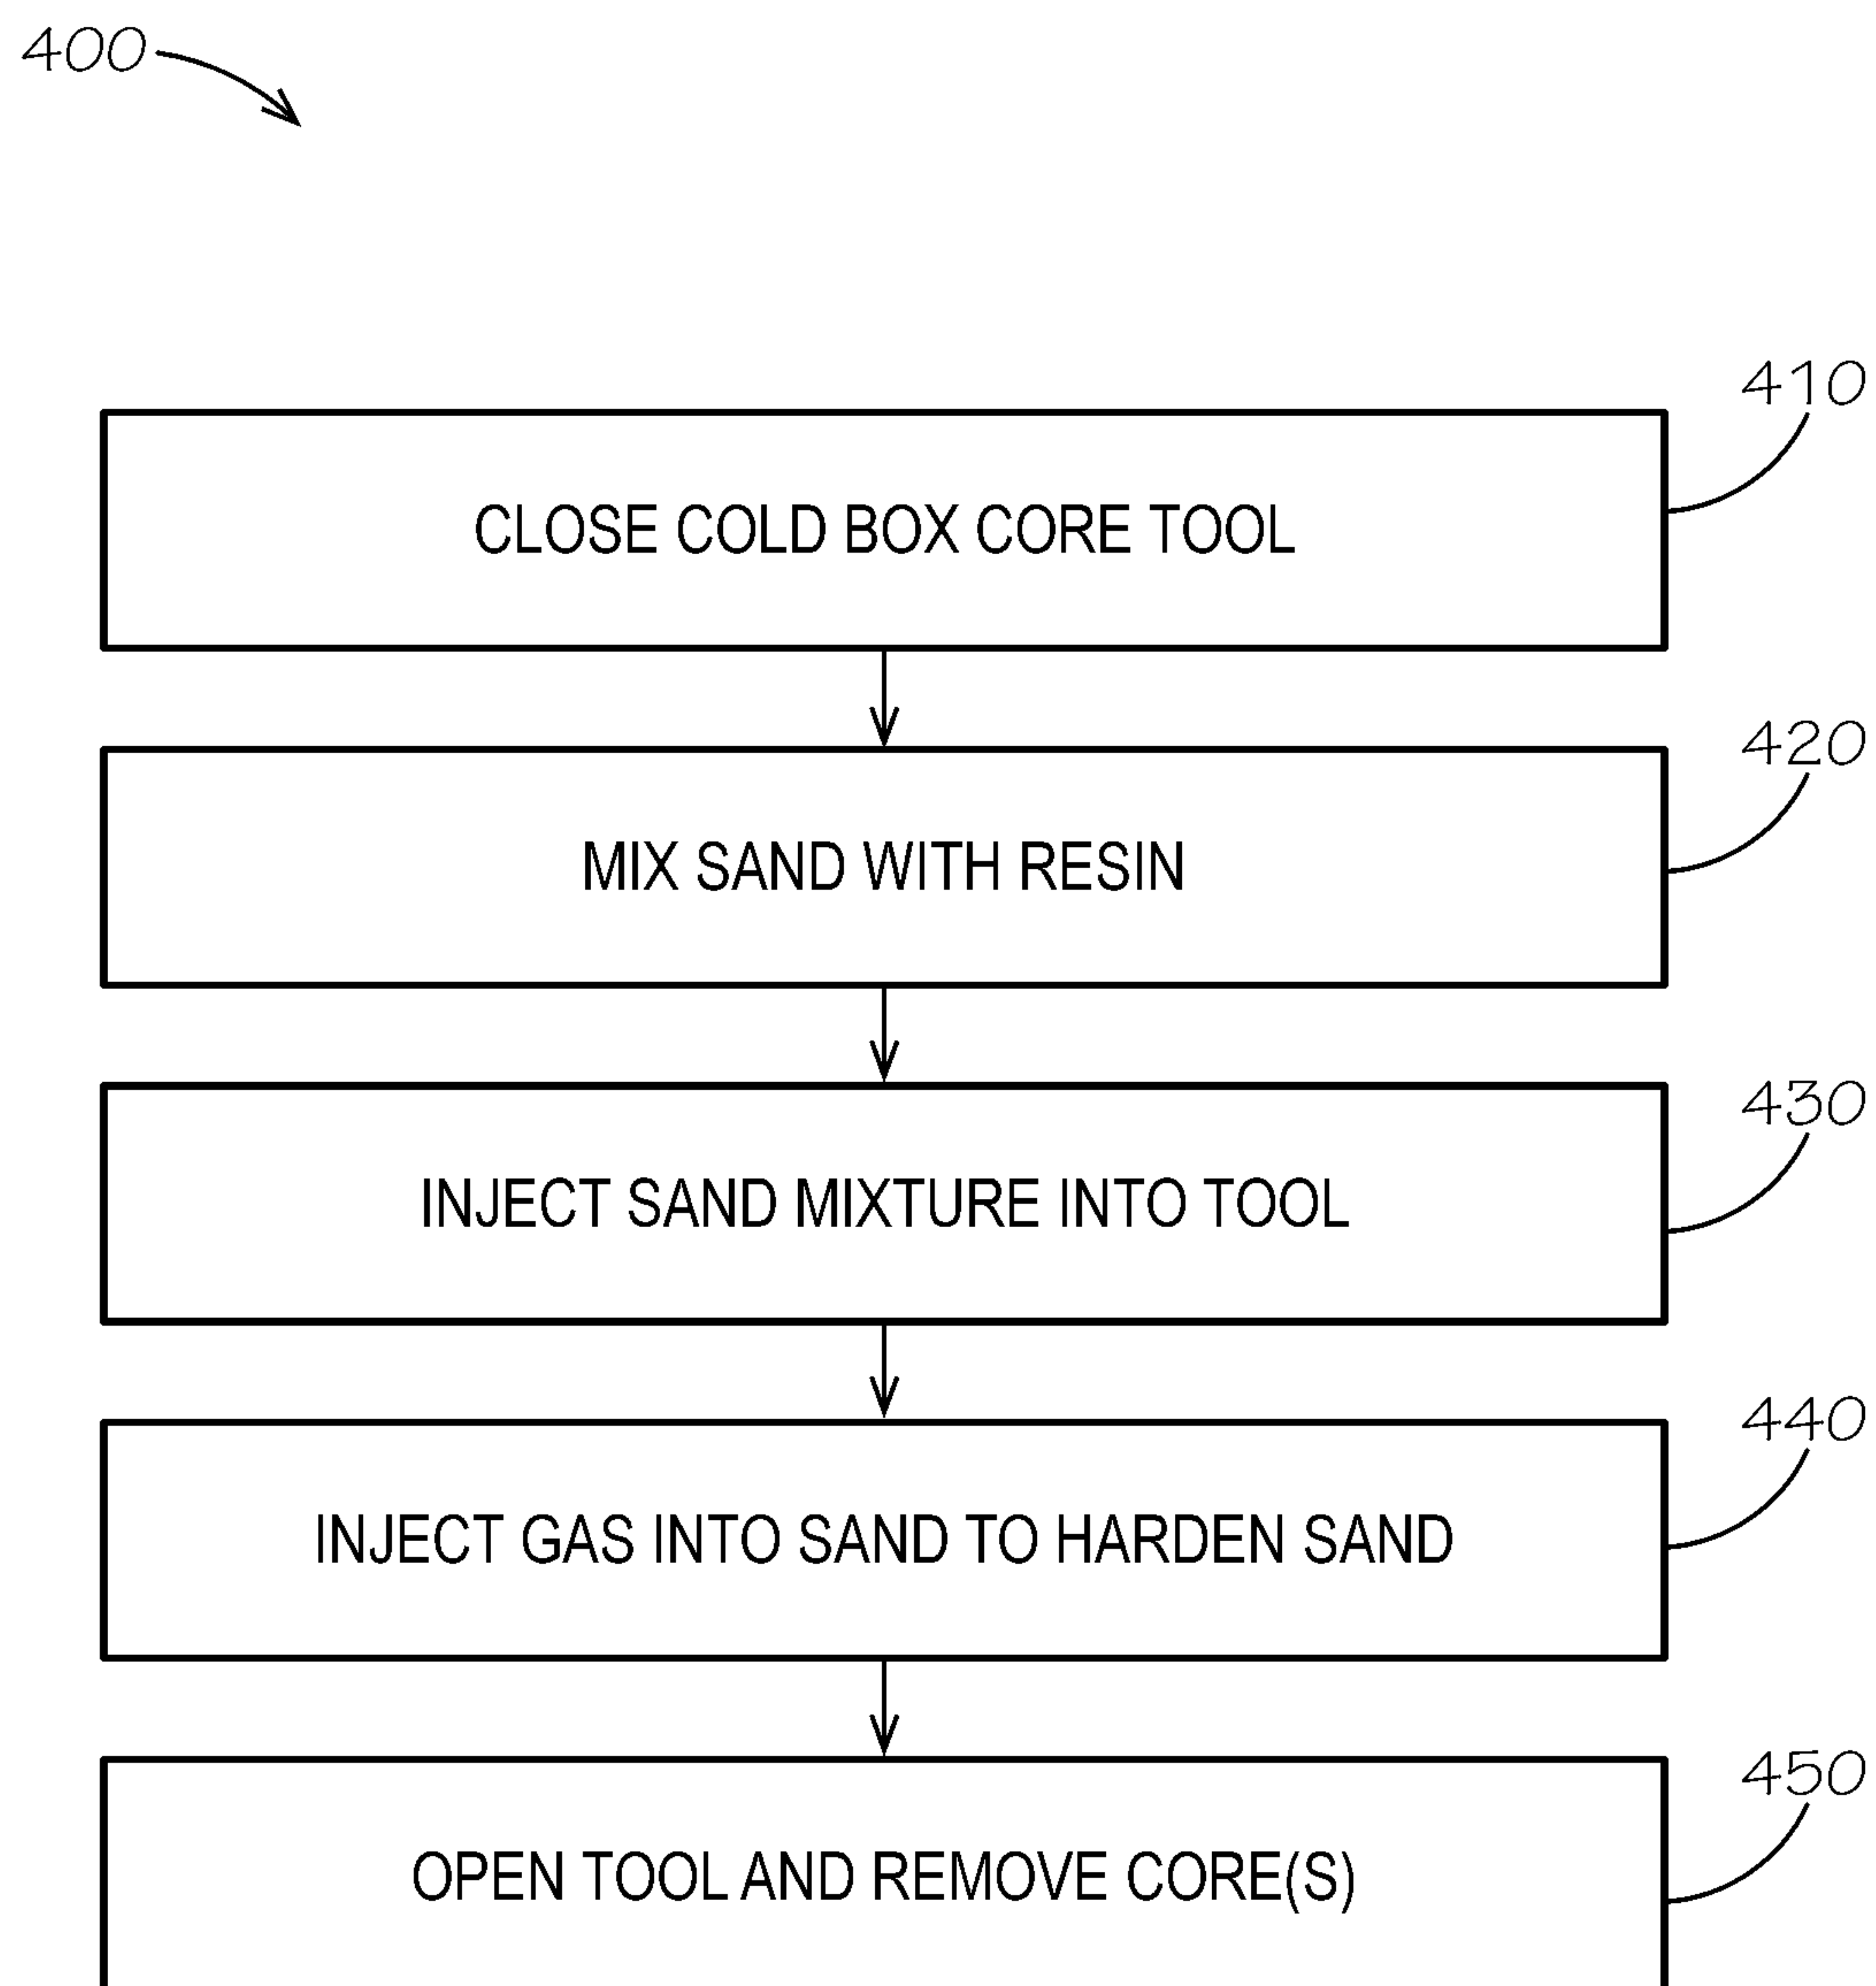 400
410
CLOSE COLD BOX CORE TOOL
420
MIX SAND WITH RESIN
430
INJECT SAND MIXTURE INTO TOOL
440
INJECT GAS INTO SAND TO HARDEN SAND
450
OPEN TOOL AND REMOVE CORE(S)